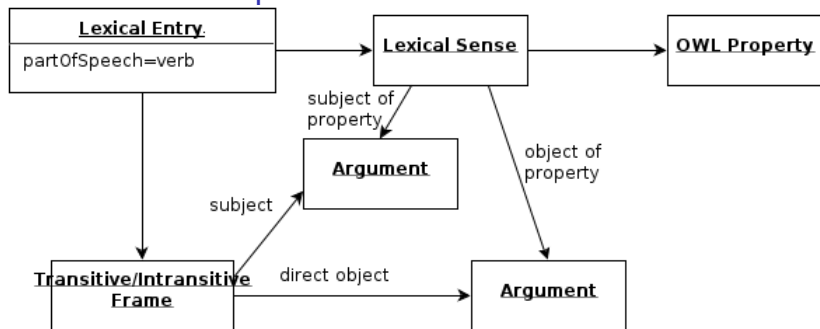 Lexical Entry.
partOfSpeech=verb
Lexical Sense
OWL Property
subject of
property
Argument
object of
property
subject
Transitive/Intransitive
Frame
direct object
Argument